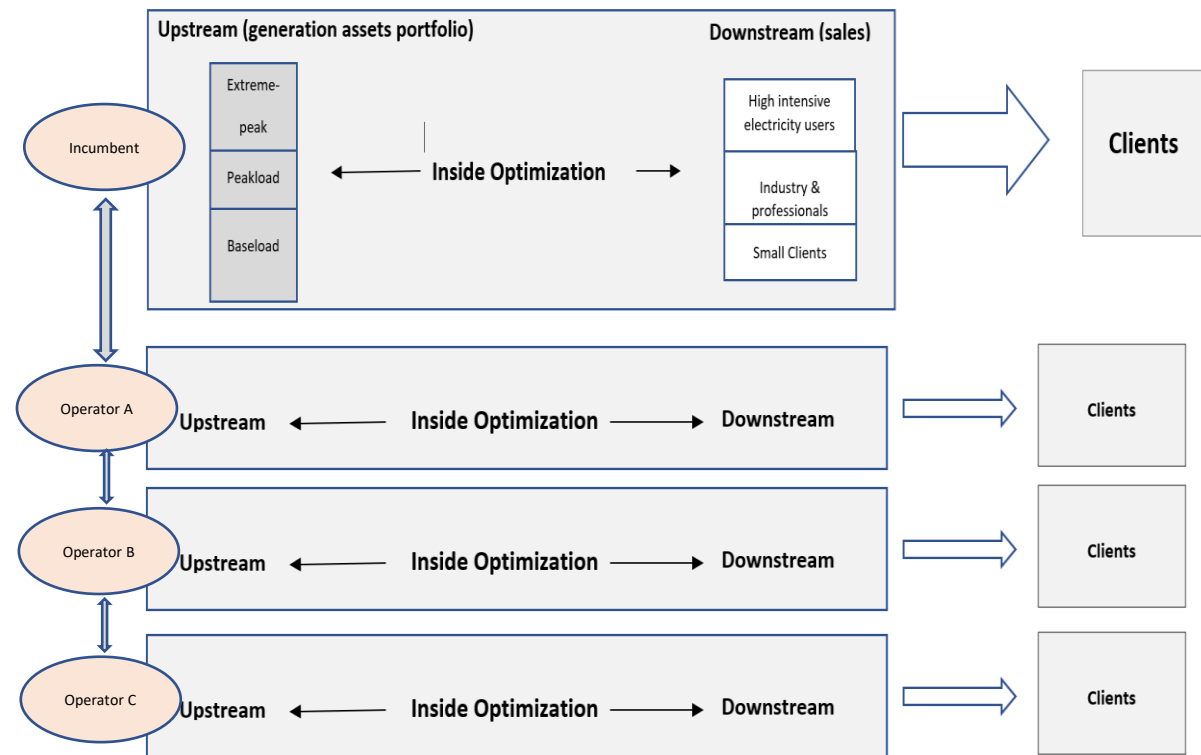 Upstream (generation assets portfolio)
Downstream (sales)
Extreme-
peak
Peakload
Baseload
Incumbent
Inside Optimization
High intensive
electricity users
Industry &
professionals
Small Clients
Clients
Operator A
Upstream
Inside Optimization
Downstream
Clients
Operator B
Upstream
Inside Optimization
Downstream
Clients
Operator C
Upstream
Inside Optimization
Downstream
Clients